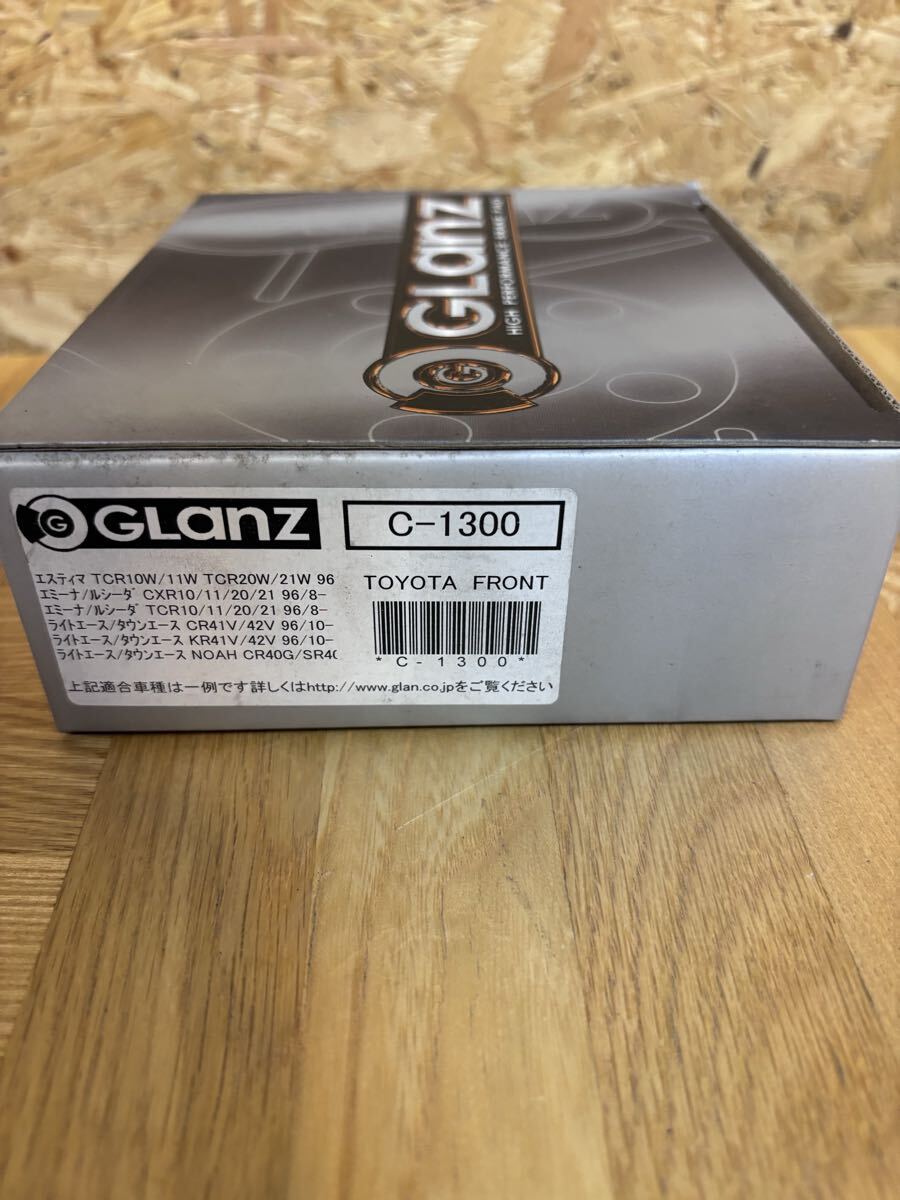 GLanz
HIGH PERFORMANCE BRAKE PAD
G GLanz
C-1300
エスティマ TCR10W/11W TCR20W/21W 96
エミーナ/ルシーダ CXR10/11/20/21 96/8-
エミーナ/ルシーダ TCR10/11/20/21 96/8-
ライトエース/タウンエース CR41V/42V 96/10-
ライトエース/タウンエース KR41V/42V 96/10-
ライトエース/タウンエース NOAH CR40G/SR40
TOYOTA FRONT
*C-1300*
上記適合車種は一例です詳しくはhttp://www.glan.co.jpをご覧ください